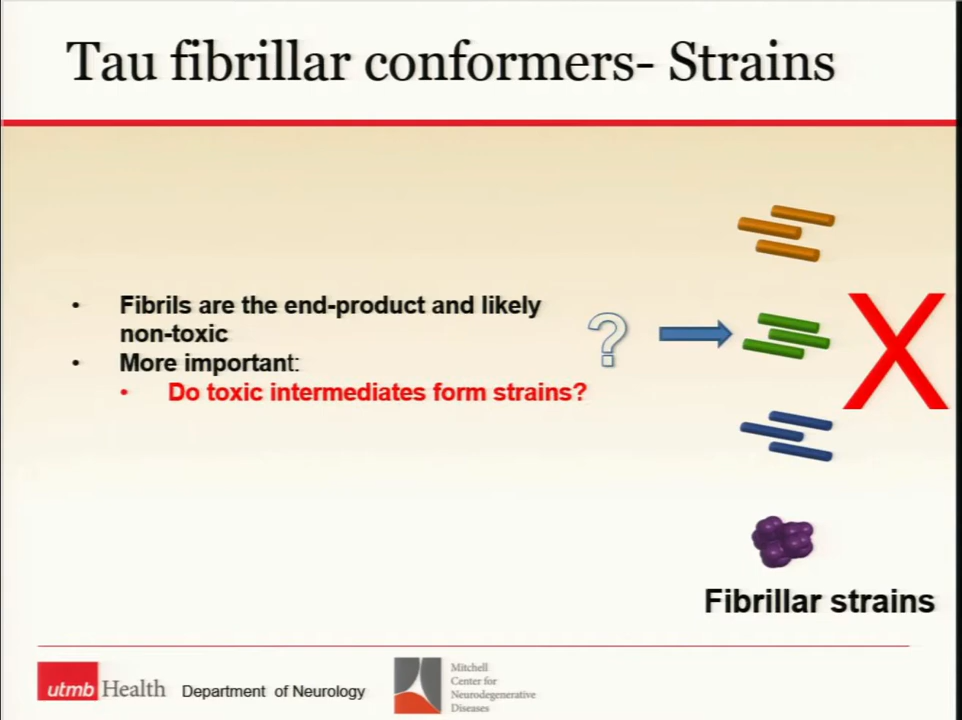 Tau fibrillar conformers- Strains
• Fibrils are the end-product and likely
non-toxic
• More important:
• Do toxic intermediates form strains?
?
X
Fibrillar strains
utmb Health Department of Neurology
Mitchell
Center for
Neurodegenerative
Diseases